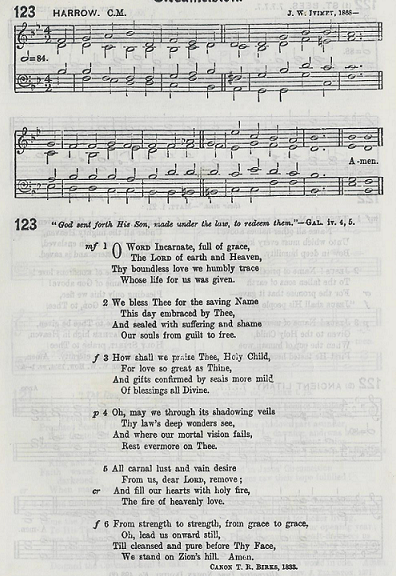 Circumcision.
123 HARROW. C.M. J. W. IVIMEY, 1888—
=84.
A-men.
123 "God sent forth His Son, made under the law, to redeem them."—GAL. iv. 4, 5.
mf 1 O WORD Incarnate, full of grace,
The LORD of earth and Heaven,
Thy boundless love we humbly trace
Whose life for us was given.
2 We bless Thee for the saving Name
This day embraced by Thee,
And sealed with suffering and shame
Our souls from guilt to free.
f 3 How shall we praise Thee, Holy Child,
For love so great as Thine,
And gifts confirmed by seals more mild
Of blessings all Divine.
p 4 Oh, may we through its shadowing veils
Thy law's deep wonders see,
And where our mortal vision fails,
Rest evermore on Thee.
5 All carnal lust and vain desire
From us, dear LORD, remove;
cr And fill our hearts with holy fire,
The fire of heavenly love.
f 6 From strength to strength, from grace to grace,
Oh, lead us onward still,
Till cleansed and pure before Thy Face,
We stand on Zion's hill. Amen.
CANON T. R. BIRKS, 1833.